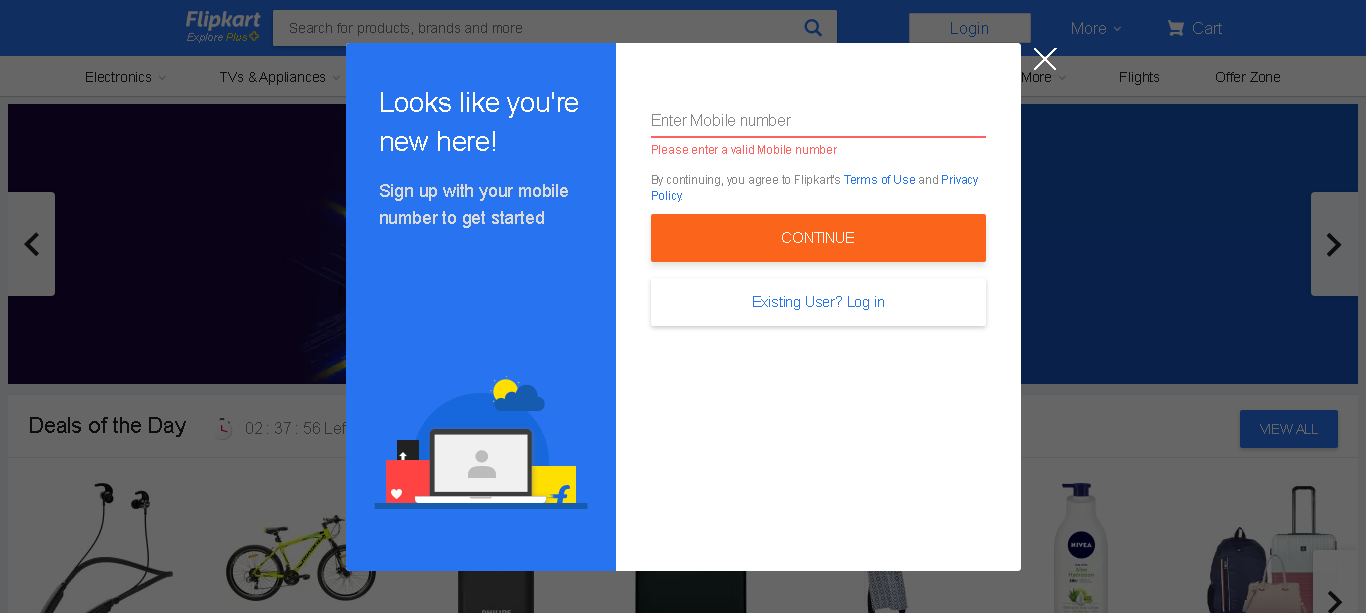 Flipkart
Explore Plus
Search for products, brands and more
Login
More
Cart
Electronics
TVs & Appliances
More
Flights
Offer Zone
Looks like you're
new here!
Sign up with your mobile
number to get started
Enter Mobile number
Please enter a valid Mobile number
By continuing, you agree to Flipkart's Terms of Use and Privacy
Policy.
CONTINUE
Existing User? Log in
Deals of the Day
02 : 37 : 56 Lef
VIEW ALL
NIVEA
PHILIPS